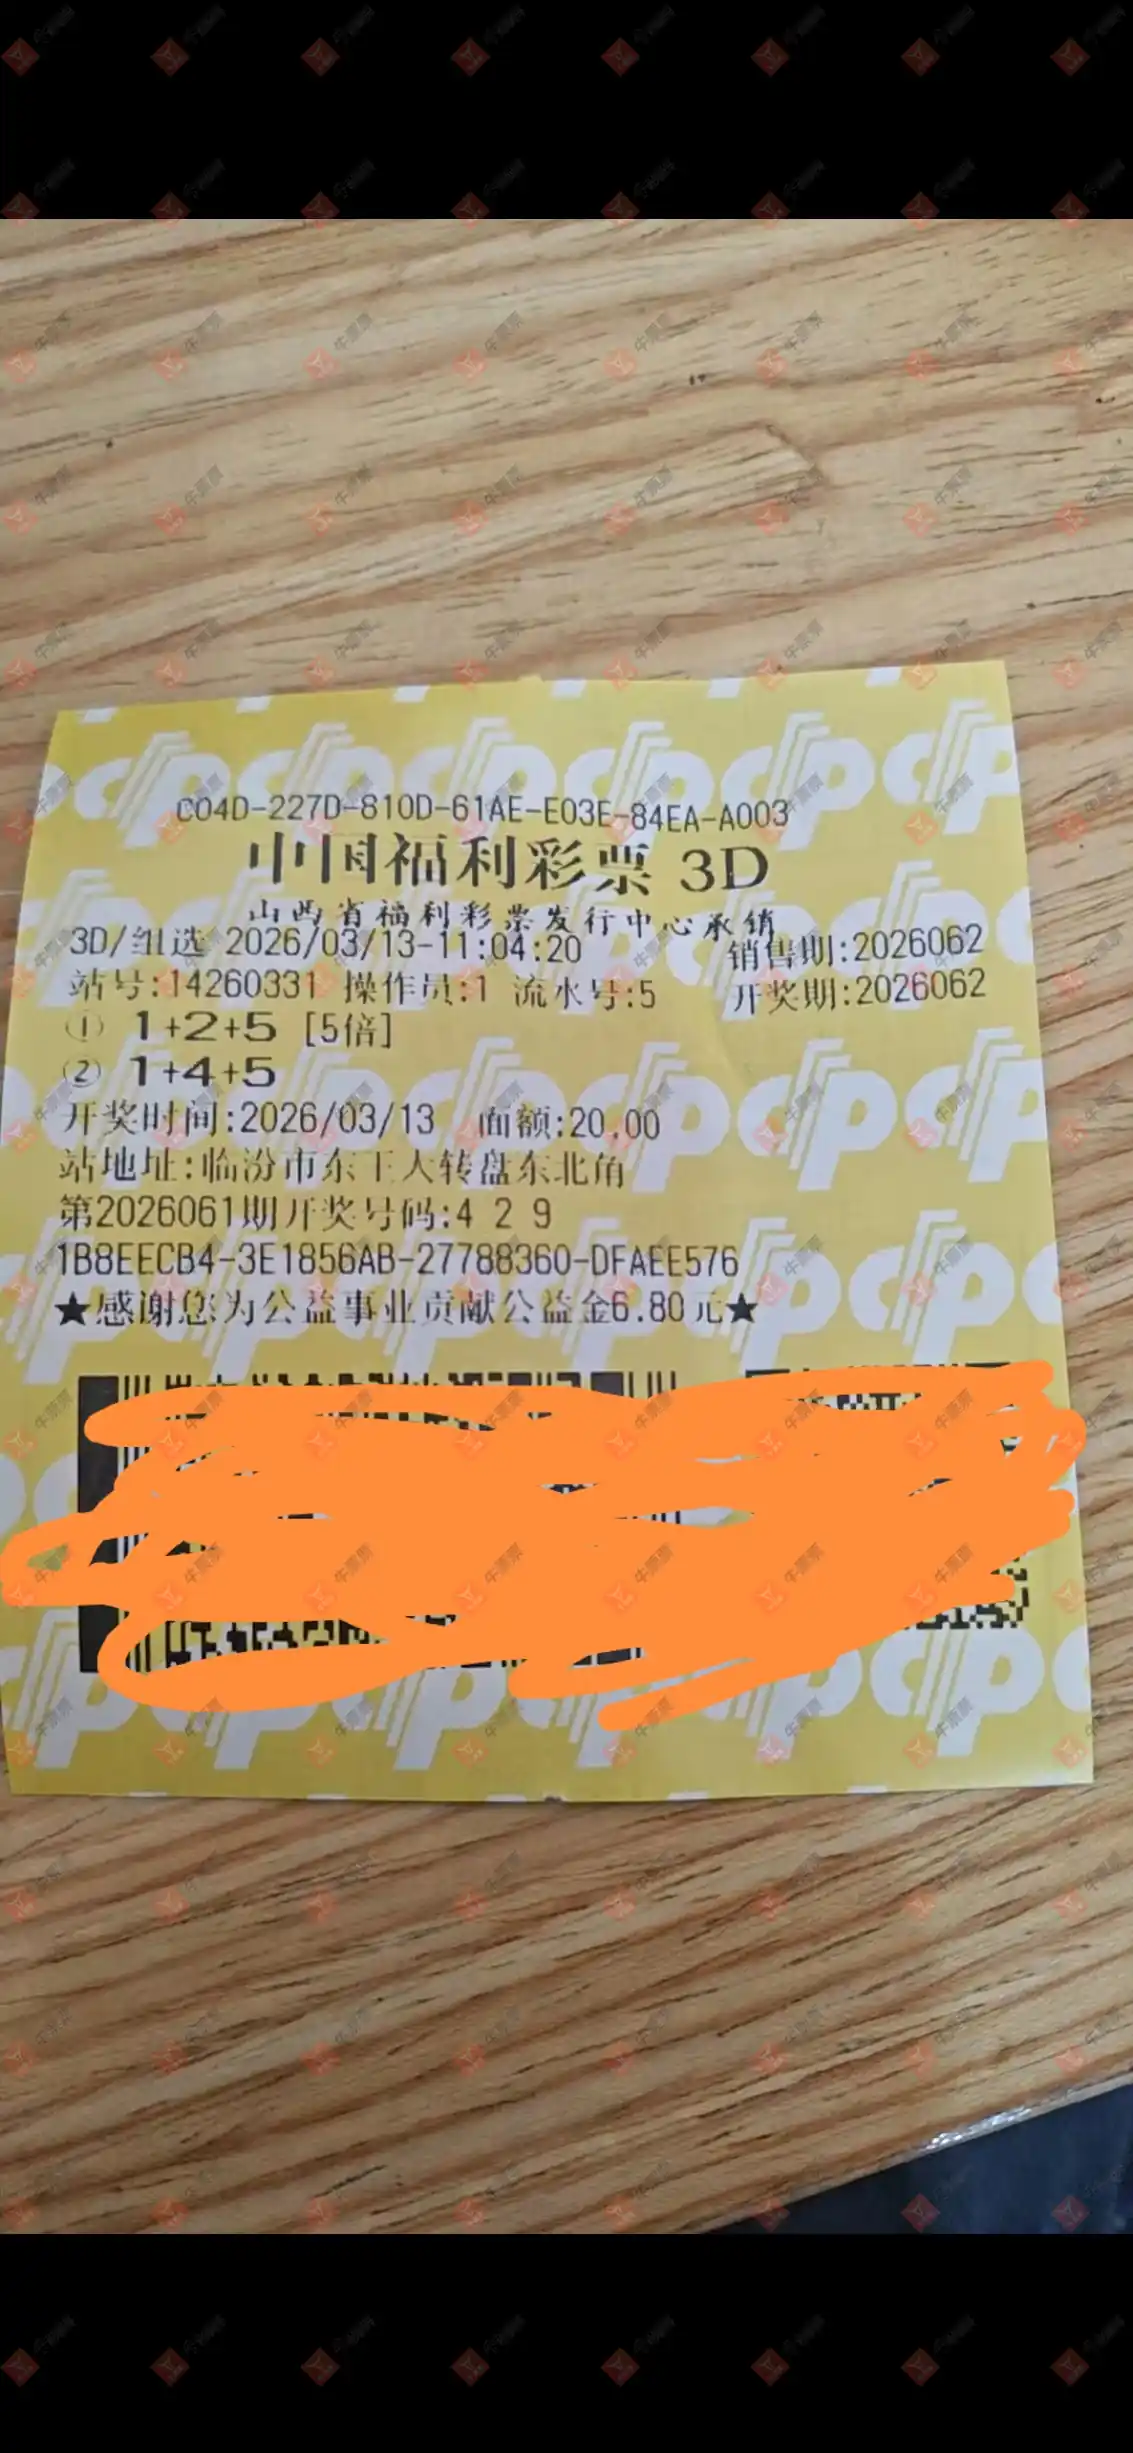 C04D-227D-810D-61AE-E03E-84EA-A003
中国福利彩票 3D
山西省福利彩票发行中心承销
3D/组选 2026/03/13-11:04:20 销售期:2026062
站号:14260331 操作员:1 流水号:5 开奖期:2026062
① 1+2+5 [5倍]
② 1+4+5
开奖时间:2026/03/13 面额:20.00
站地址:临汾市东王大转盘东北角
第2026061期开奖号码:4 2 9
1B8EECB4-3E1856AB-27788360-DFAEE576
★感谢您为公益事业贡献公益金6.80元★